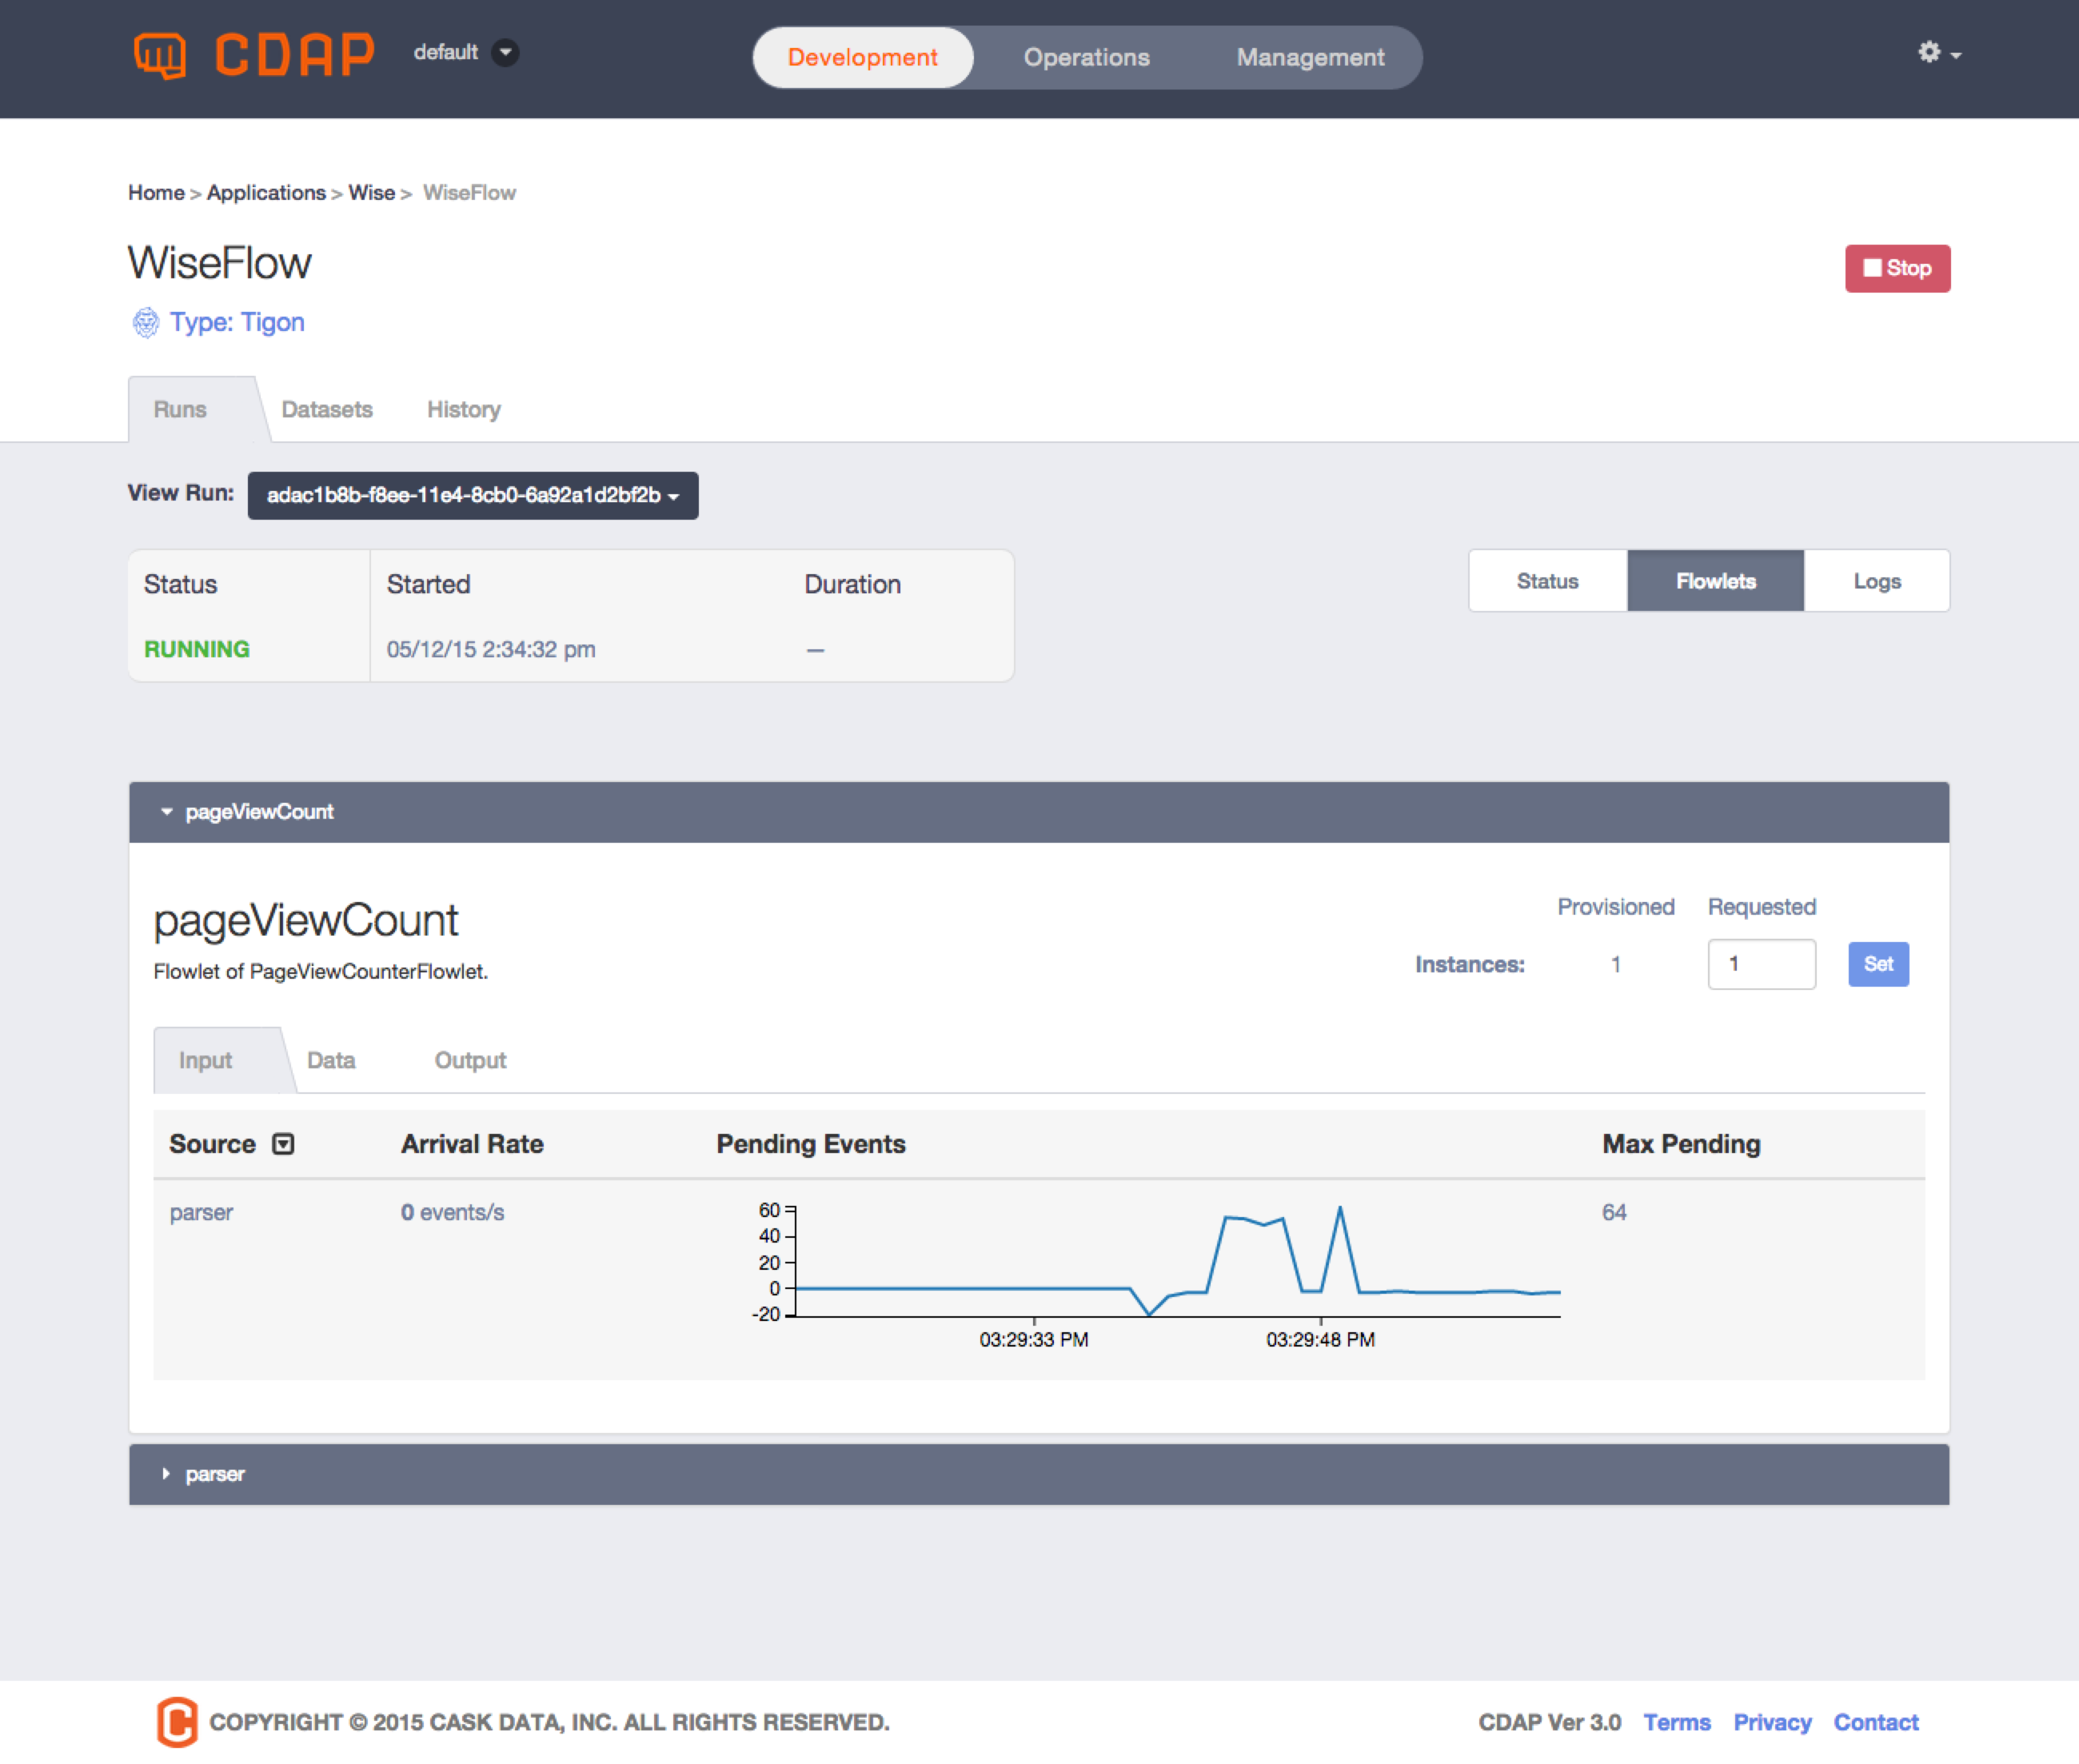 CDAP default
Development Operations Management
Home > Applications > Wise > WiseFlow
WiseFlow
Stop
Type: Tigon
Runs Datasets History
View Run: adac1b8b-f8ee-11e4-8cb0-6a92a1d2bf2b
Status Started Duration
RUNNING 05/12/15 2:34:32 pm —
Status Flowlets Logs
pageViewCount
pageViewCount
Flowlet of PageViewCounterFlowlet.
Provisioned Requested
Instances: 1 1 Set
Input Data Output
Source Arrival Rate Pending Events Max Pending
parser 0 events/s 64
60
40
20
0
-20
03:29:33 PM 03:29:48 PM
parser
COPYRIGHT © 2015 CASK DATA, INC. ALL RIGHTS RESERVED.
CDAP Ver 3.0 Terms Privacy Contact